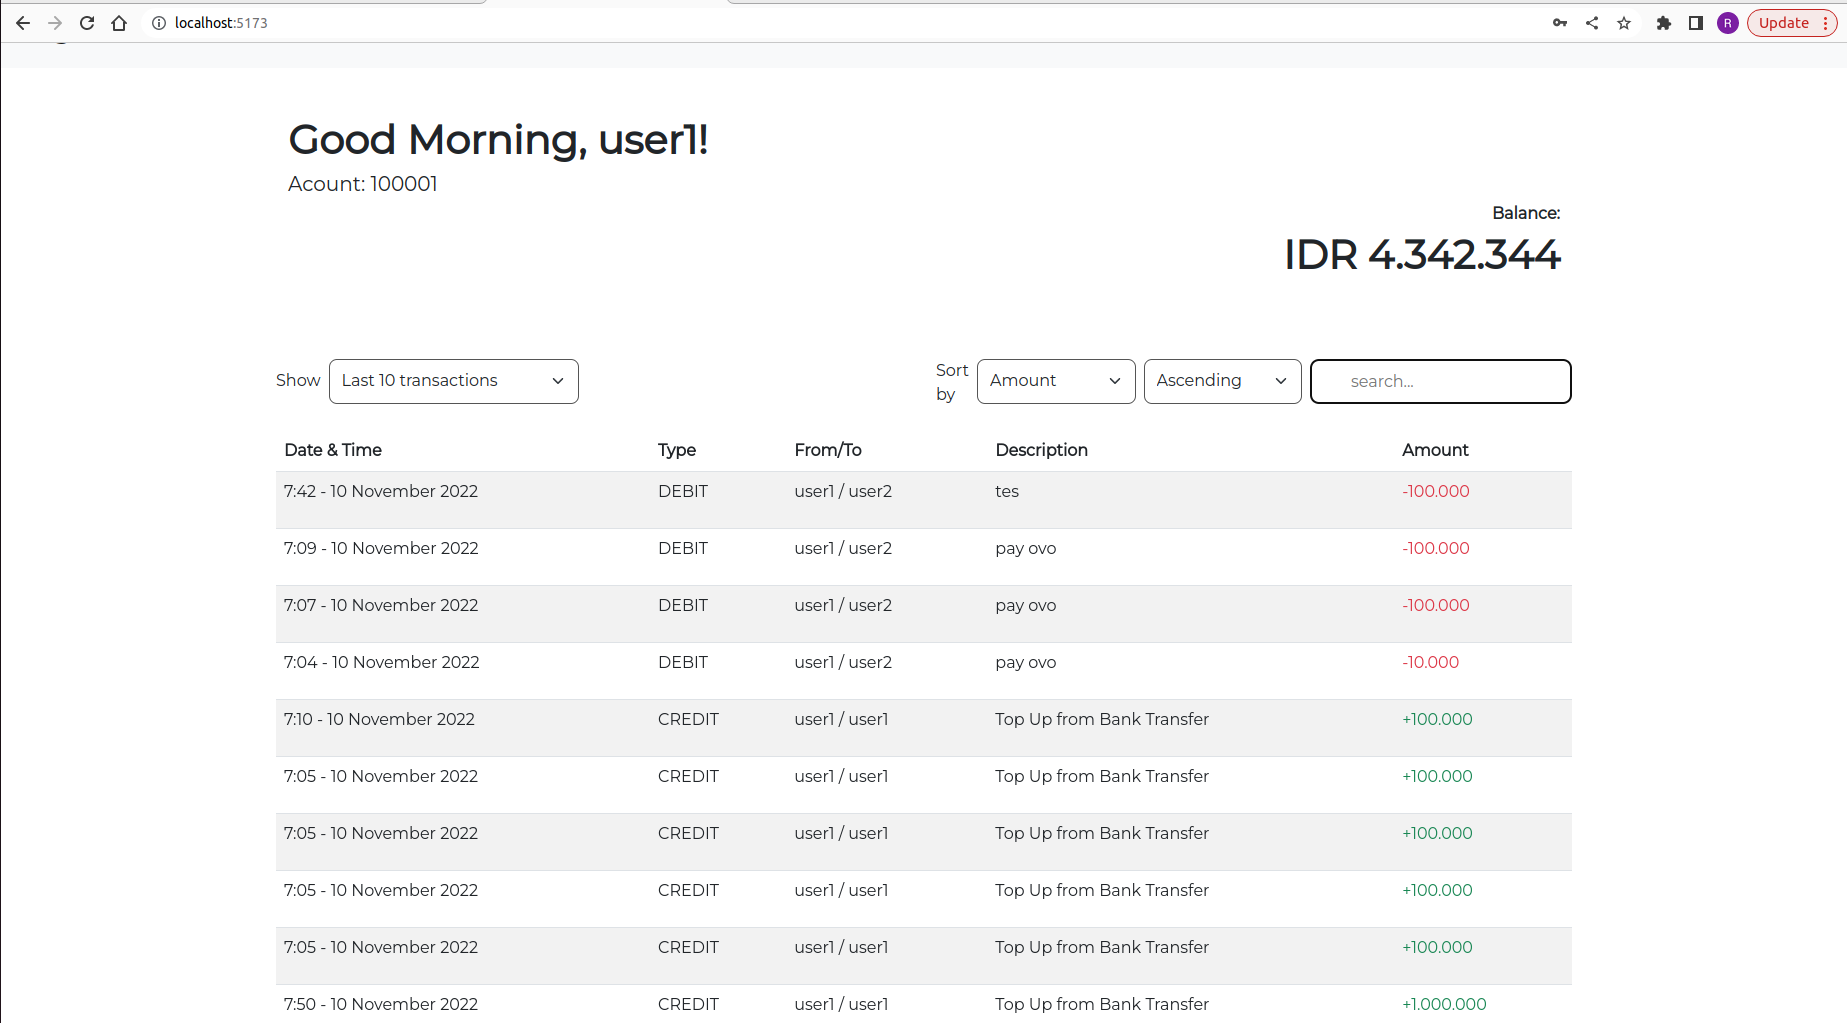 localhost:5173
R
Update
Good Morning, user1!
Acount: 100001
Balance:
IDR 4.342.344
Show Last 10 transactions Sort by Amount Ascending search...
Date & Time Type From/To Description Amount
7:42 - 10 November 2022 DEBIT user1 / user2 tes -100.000
7:09 - 10 November 2022 DEBIT user1 / user2 pay ovo -100.000
7:07 - 10 November 2022 DEBIT user1 / user2 pay ovo -100.000
7:04 - 10 November 2022 DEBIT user1 / user2 pay ovo -10.000
7:10 - 10 November 2022 CREDIT user1 / user1 Top Up from Bank Transfer +100.000
7:05 - 10 November 2022 CREDIT user1 / user1 Top Up from Bank Transfer +100.000
7:05 - 10 November 2022 CREDIT user1 / user1 Top Up from Bank Transfer +100.000
7:05 - 10 November 2022 CREDIT user1 / user1 Top Up from Bank Transfer +100.000
7:05 - 10 November 2022 CREDIT user1 / user1 Top Up from Bank Transfer +100.000
7:50 - 10 November 2022 CREDIT user1 / user1 Top Up from Bank Transfer +1.000.000